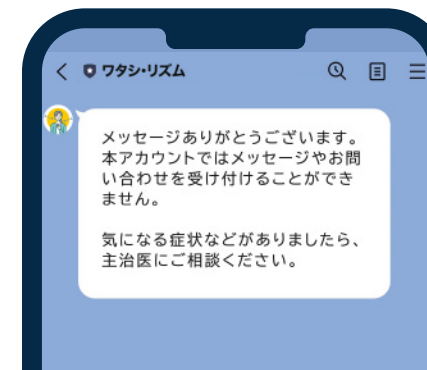 ワタシ・リズム
メッセージありがとうございます。
本アカウントではメッセージやお問
い合わせを受け付けることができ
ません。
気になる症状などがありましたら、
主治医にご相談ください。